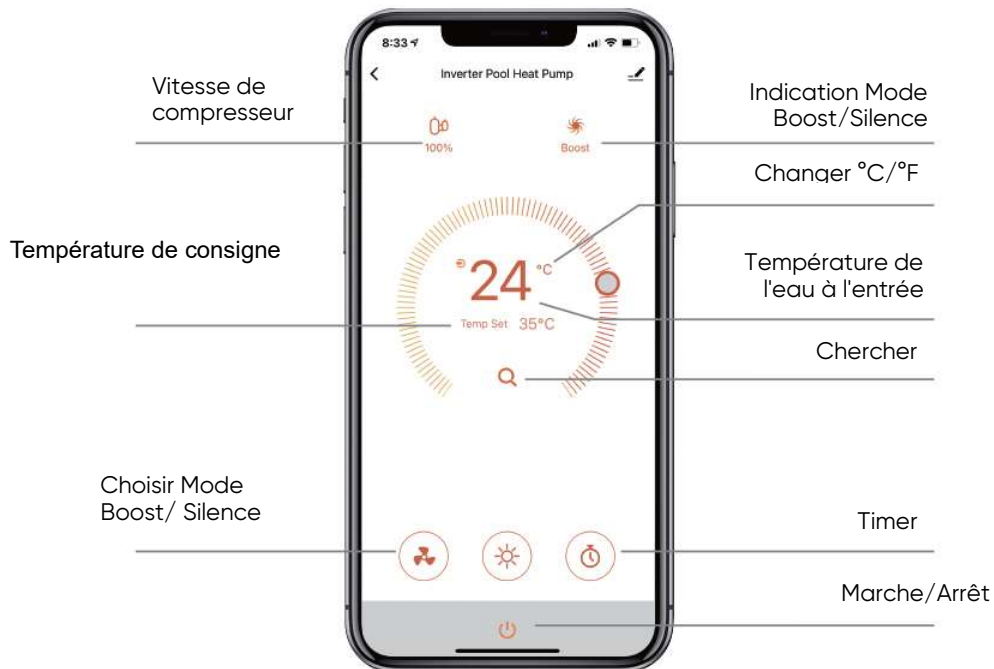 8:33
Inverter Pool Heat Pump
Vitesse de
compresseur
Indication Mode
Boost/Silence
100%
Boost
Changer °C/°F
Température de consigne
24 °C
Température de
l'eau à l'entrée
Temp Set 35°C
Chercher
Choisir Mode
Boost/ Silence
Timer
Marche/Arrêt